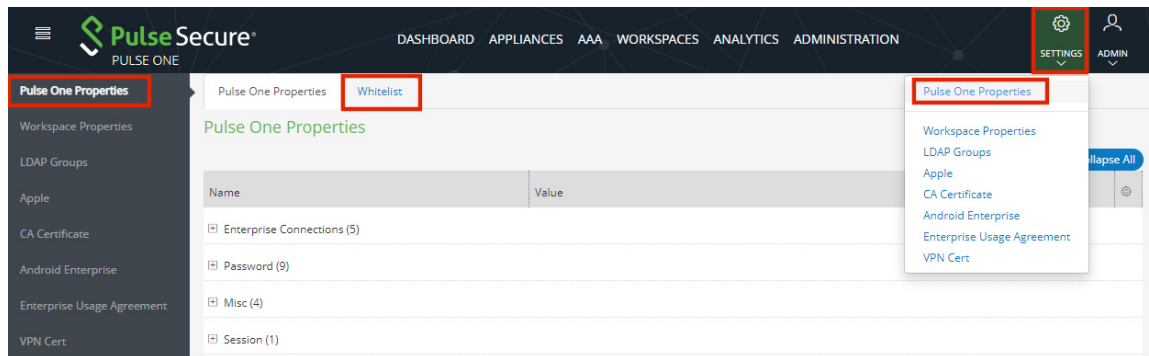 Pulse Secure®
PULSE ONE
DASHBOARD APPLIANCES AAA WORKSPACES ANALYTICS ADMINISTRATION
SETTINGS
ADMIN
Pulse One Properties
Workspace Properties
LDAP Groups
Apple
CA Certificate
Android Enterprise
Enterprise Usage Agreement
VPN Cert
Pulse One Properties Whitelist
Pulse One Properties
Name Value
Enterprise Connections (5)
Password (9)
Misc (4)
Session (1)
Pulse One Properties
Workspace Properties
LDAP Groups
Apple
CA Certificate
Android Enterprise
Enterprise Usage Agreement
VPN Cert
llapse All